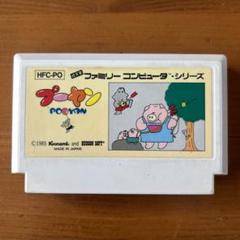 HFC-PO
ファミリー コンピュータ・シリーズ
プーヤン
POOYAN
©1985 Konami and HUDSON SOFT
MADE IN JAPAN